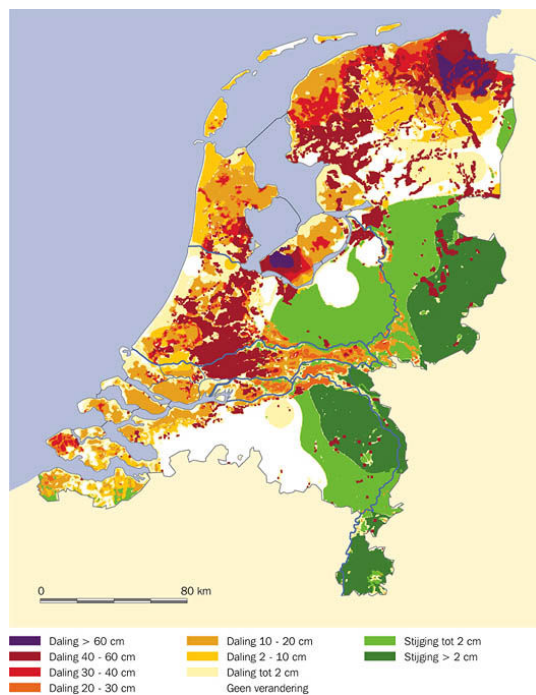 0 80 km
Daling > 60 cm
Daling 40 - 60 cm
Daling 30 - 40 cm
Daling 20 - 30 cm
Daling 10 - 20 cm
Daling 2 - 10 cm
Daling tot 2 cm
Geen verandering
Stijging tot 2 cm
Stijging > 2 cm